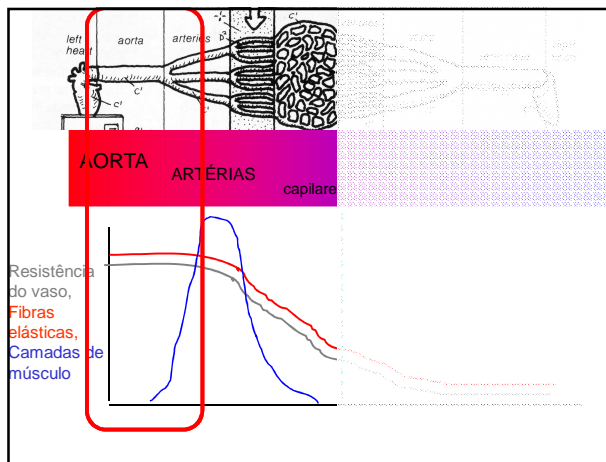 left
heart
aorta
arteries
c'
c'
c'
AORTA
ARTÉRIAS
capilare
Resistência
do vaso,
Fibras
elásticas,
Camadas de
músculo